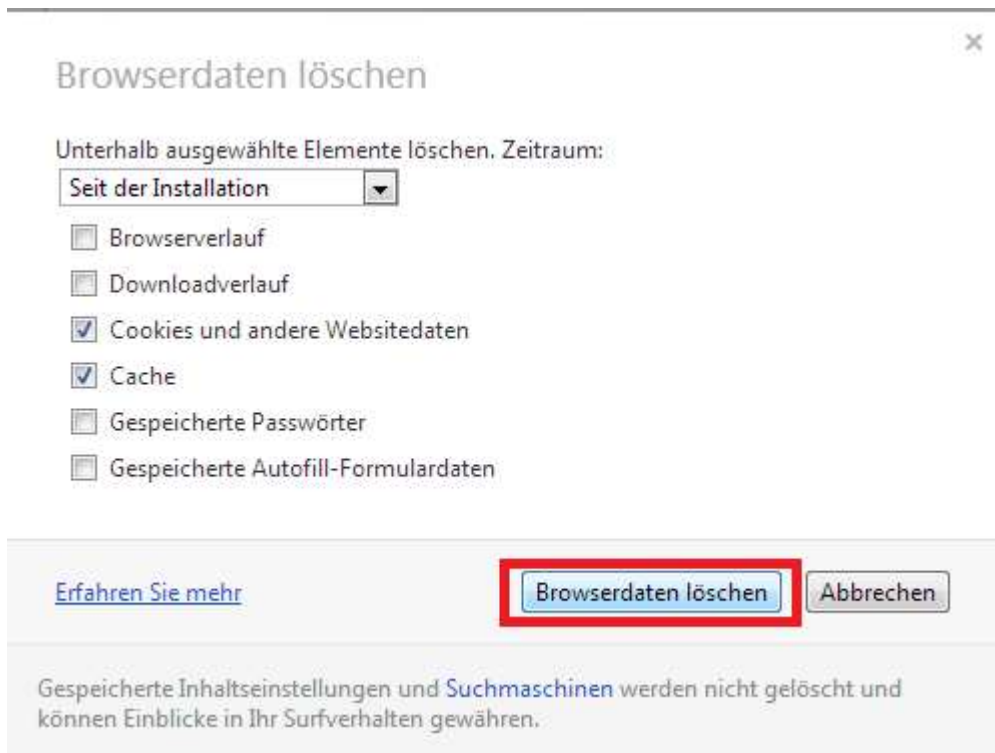 Browserdaten löschen
Unterhalb ausgewählte Elemente löschen. Zeitraum:
Seit der Installation
Browserverlauf
Downloadverlauf
Cookies und andere Websitedaten
Cache
Gespeicherte Passwörter
Gespeicherte Autofill-Formulardaten
Erfahren Sie mehr Browserdaten löschen Abbrechen
Gespeicherte Inhaltseinstellungen und Suchmaschinen werden nicht gelöscht und
können Einblicke in Ihr Surfverhalten gewähren.